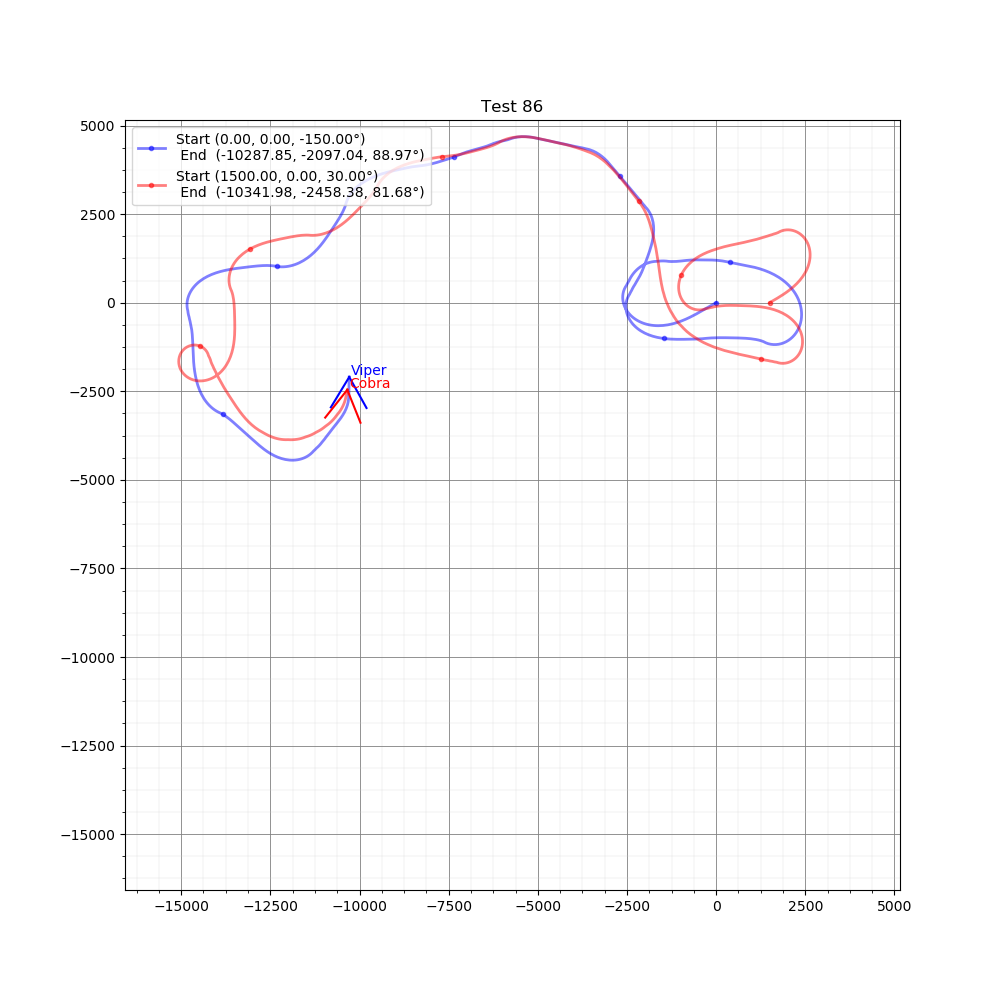 Test 86
Start (0.00, 0.00, -150.00°)
End (-10287.85, -2097.04, 88.97°)
Start (1500.00, 0.00, 30.00°)
End (-10341.98, -2458.38, 81.68°)
5000
2500
0
−2500
−5000
−7500
−10000
−12500
−15000
Viper
Cobra
−15000 −12500 −10000 −7500 −5000 −2500 0 2500 5000